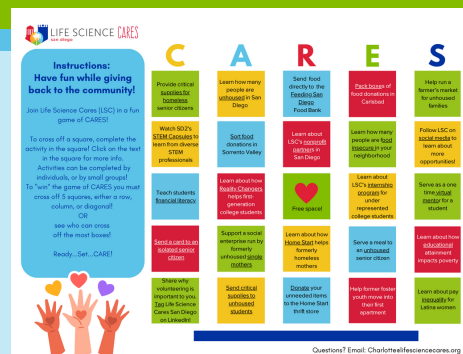 LIFE SCIENCE CARES
san diego
Instructions:
Have fun while giving
back to the community!
Join Life Science Cares (LSC) in a fun
game of CARES!
To cross off a square, complete the
activity in the square! Click on the text
in the square for more info.
Activities can be completed by
individuals, or by small groups!
To "win" the game of CARES you must
cross off 5 squares, either a row,
column, or diagonal!
OR
see who can cross
off the most boxes!
Ready...Set...CARE!
C A R E S
Provide critical
supplies for
homeless
senior citizens
Learn how many
people are
unhoused in San
Diego
Send food
directly to the
Feeding San
Diego
Food Bank
Pack boxes of
food donations in
Carlsbad
Help run a
farmer's market
for unhoused
families
Watch SD2's
STEM Capsules to
learn from diverse
STEM
professionals
Sort food
donations in
Sorrento Valley
Learn about
LSC's nonprofit
partners in
San Diego
Learn how many
people are food
insecure in your
neighborhood
Follow LSC on
social media to
learn about
more
opportunities!
Teach students
financial literacy
Learn about how
Reality Changers
helps first-
generation
college students
Free space!
Learn about
LSC's internship
program for
under
represented
college students
Serve as a one
time virtual
mentor for a
student
Send a card to an
isolated senior
citizen
Support a social
enterprise run by
formerly
unhoused single
mothers
Learn about how
Home Start helps
formerly
homeless
mothers
Serve a meal to
an unhoused
senior citizen
Learn about how
educational
attainment
impacts poverty
Share why
volunteering is
important to you.
Tag Life Science
Cares San Diego
on LinkedIn!
Send critical
supplies to
unhoused
students
Donate your
unneeded items
to the Home Start
thrift store
Help former foster
youth move into
their first
apartment
Learn about pay
inequality for
Latina women
Questions? Email: Charlotte@lifesciencecares.org